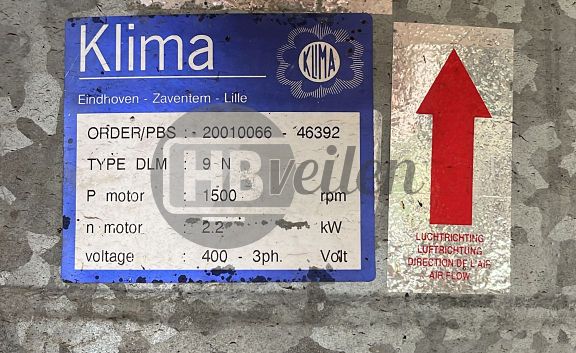 Klima
KLIMA
Eindhoven - Zaventem - Lille
ORDER/PBS : - 20010066 - 46392
TYPE DLM : 9 N
P motor : 1500 rpm
n motor : 2.2 kW
voltage : 400 - 3ph. Volt
HB veilen
LUCHTRICHTING
LUFTRICHTUNG
DIRECTION DE L'AIR
AIR FLOW